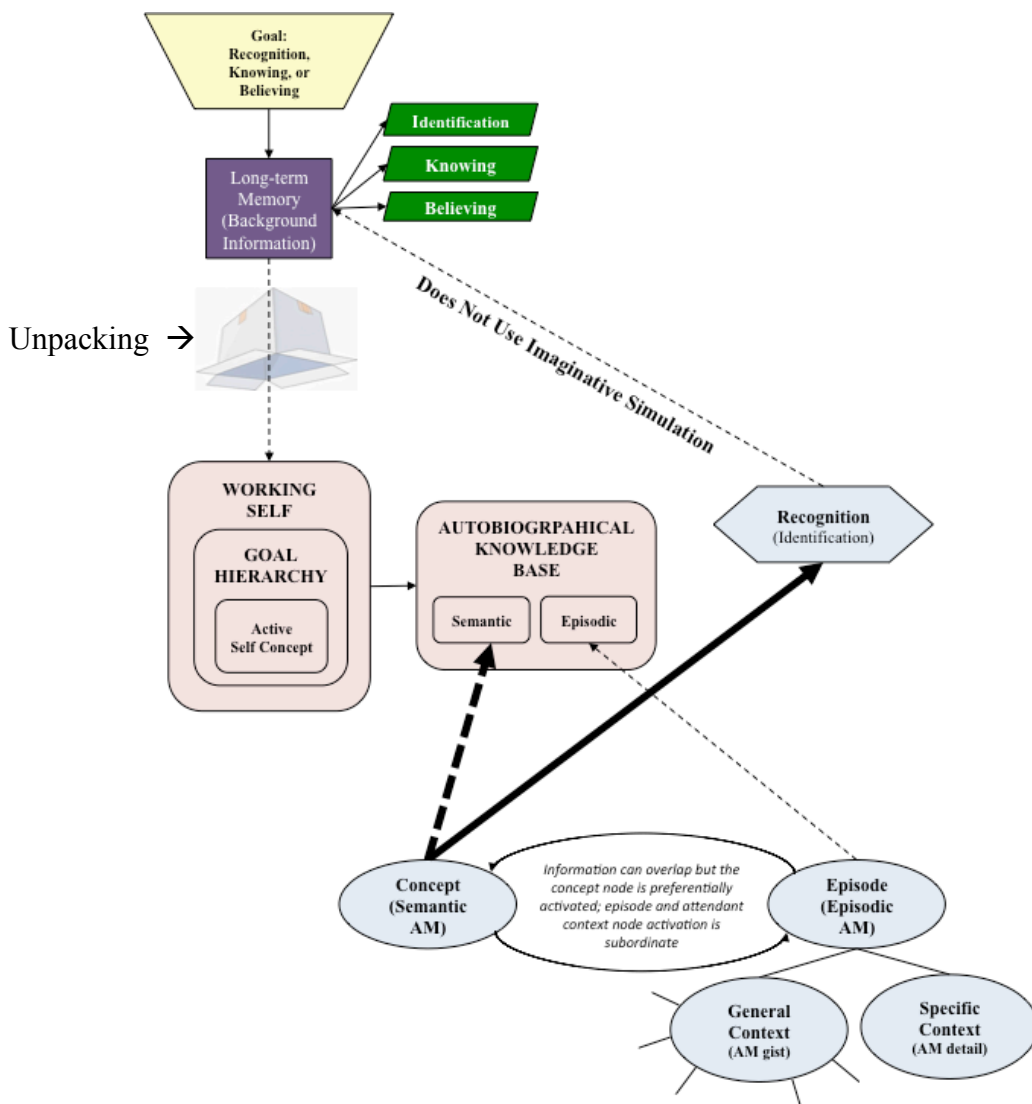 Goal:
Recognition,
Knowing, or
Believing
Identification
Knowing
Believing
Long-term
Memory
(Background
Information)
Does Not Use Imaginative Simulation
Unpacking →
WORKING
SELF
GOAL
HIERARCHY
Active
Self Concept
AUTOBIOGRPAHICAL
KNOWLEDGE
BASE
Semantic
Episodic
Recognition
(Identification)
Concept
(Semantic
AM)
Information can overlap but the
concept node is preferentially
activated; episode and attendant
context node activation is
subordinate
Episode
(Episodic
AM)
General
Context
(AM gist)
Specific
Context
(AM detail)